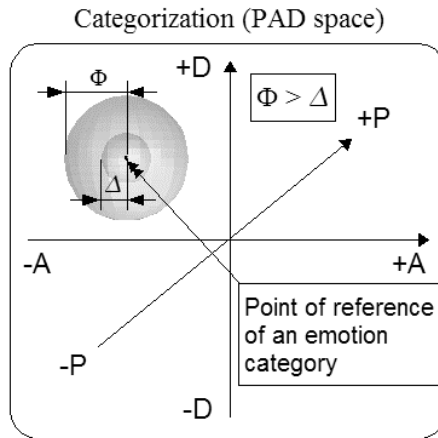 Categorization (PAD space)
Φ
+D
Φ > Δ
+P
Δ
-A
+A
Point of reference
of an emotion
category
-P
-D